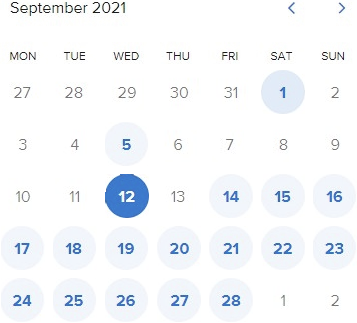 September 2021
MON TUE WED THU FRI SAT SUN
27 28 29 30 31 1 2
3 4 5 6 7 8 9
10 11 12 13 14 15 16
17 18 19 20 21 22 23
24 25 26 27 28 1 2